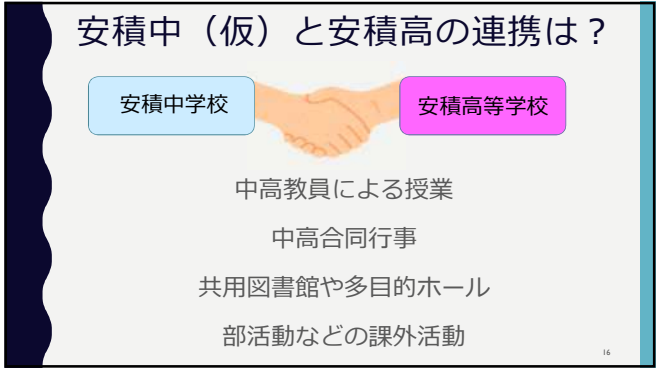 安積中（仮）と安積高の連携は？
安積中学校
安積高等学校
中高教員による授業
中高合同行事
共用図書館や多目的ホール
部活動などの課外活動
16